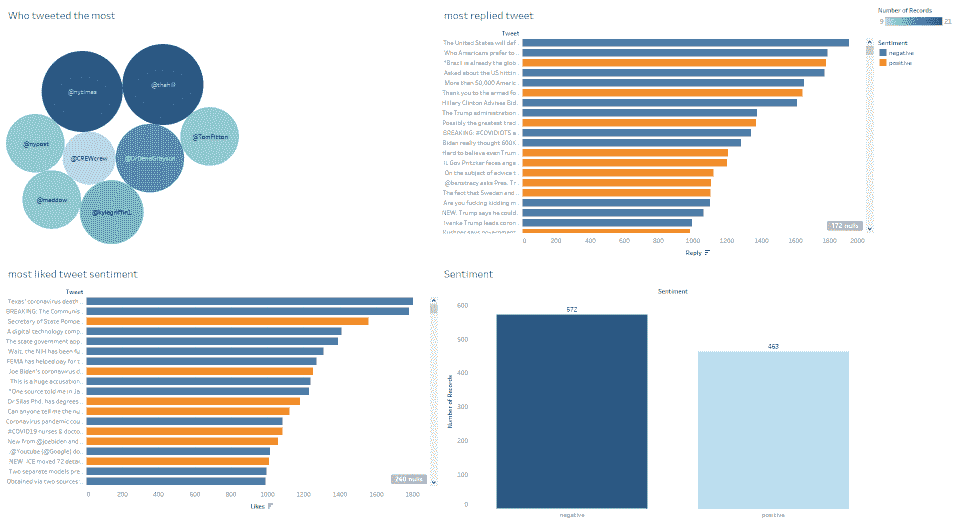 Who tweeted the most
@nytimes
@thehill
@nypost
@CREWcrew
@DrDenaGrayson
@TomFitton
@maddow
@kylegriffin1
most replied tweet
Tweet
The United States will def..
Who Americans prefer to ..
"Brazil is already the glob..
Asked about the US hittin..
More than 50,000 Americ..
Thank you to the armed fo..
Hillary Clinton Advises Bid..
The Trump administration
Possibly the greatest trad..
BREAKING: #COVIDIOTS a..
Biden really thought 600K..
Hard to believe even Trum..
IL Gov Pritzker faces ange..
On the subject of advice t..
@benstracy asks Pres. Tr..
The fact that Sweden and ..
Are you fucking kidding m..
NEW: Trump says he could..
Ivanka Trump leads coron..
Kushner says government..
172 nulls
0 200 400 600 800 1000 1200 1400 1600 1800 2000
Reply
Number of Records
9 21
Sentiment
negative
positive
most liked tweet sentiment
Tweet
Texas' coronavirus death ..
BREAKING: The Communis..
Secretary of State Pompe..
A digital technology comp..
The state government app..
Wait, the NIH has been fu..
FEMA has helped pay for t..
Joe Biden's coronavirus d..
This is a huge accusation..
"One source told me in Ja..
Dr Silas Phd. has degrees..
Can anyone tell me the nu..
Coronavirus pandemic cou..
#COVID19 nurses & docto..
New from @joebiden and ..
.@Youtube (@Google) do..
NEW: ICE moved 72 detai..
Two separate models pre..
Obtained via two sources ..
260 nulls
0 200 400 600 800 1000 1200 1400 1600 1800
Likes
Sentiment
Sentiment
600
500
400
300
200
100
0
Number of Records
572
463
negative
positive